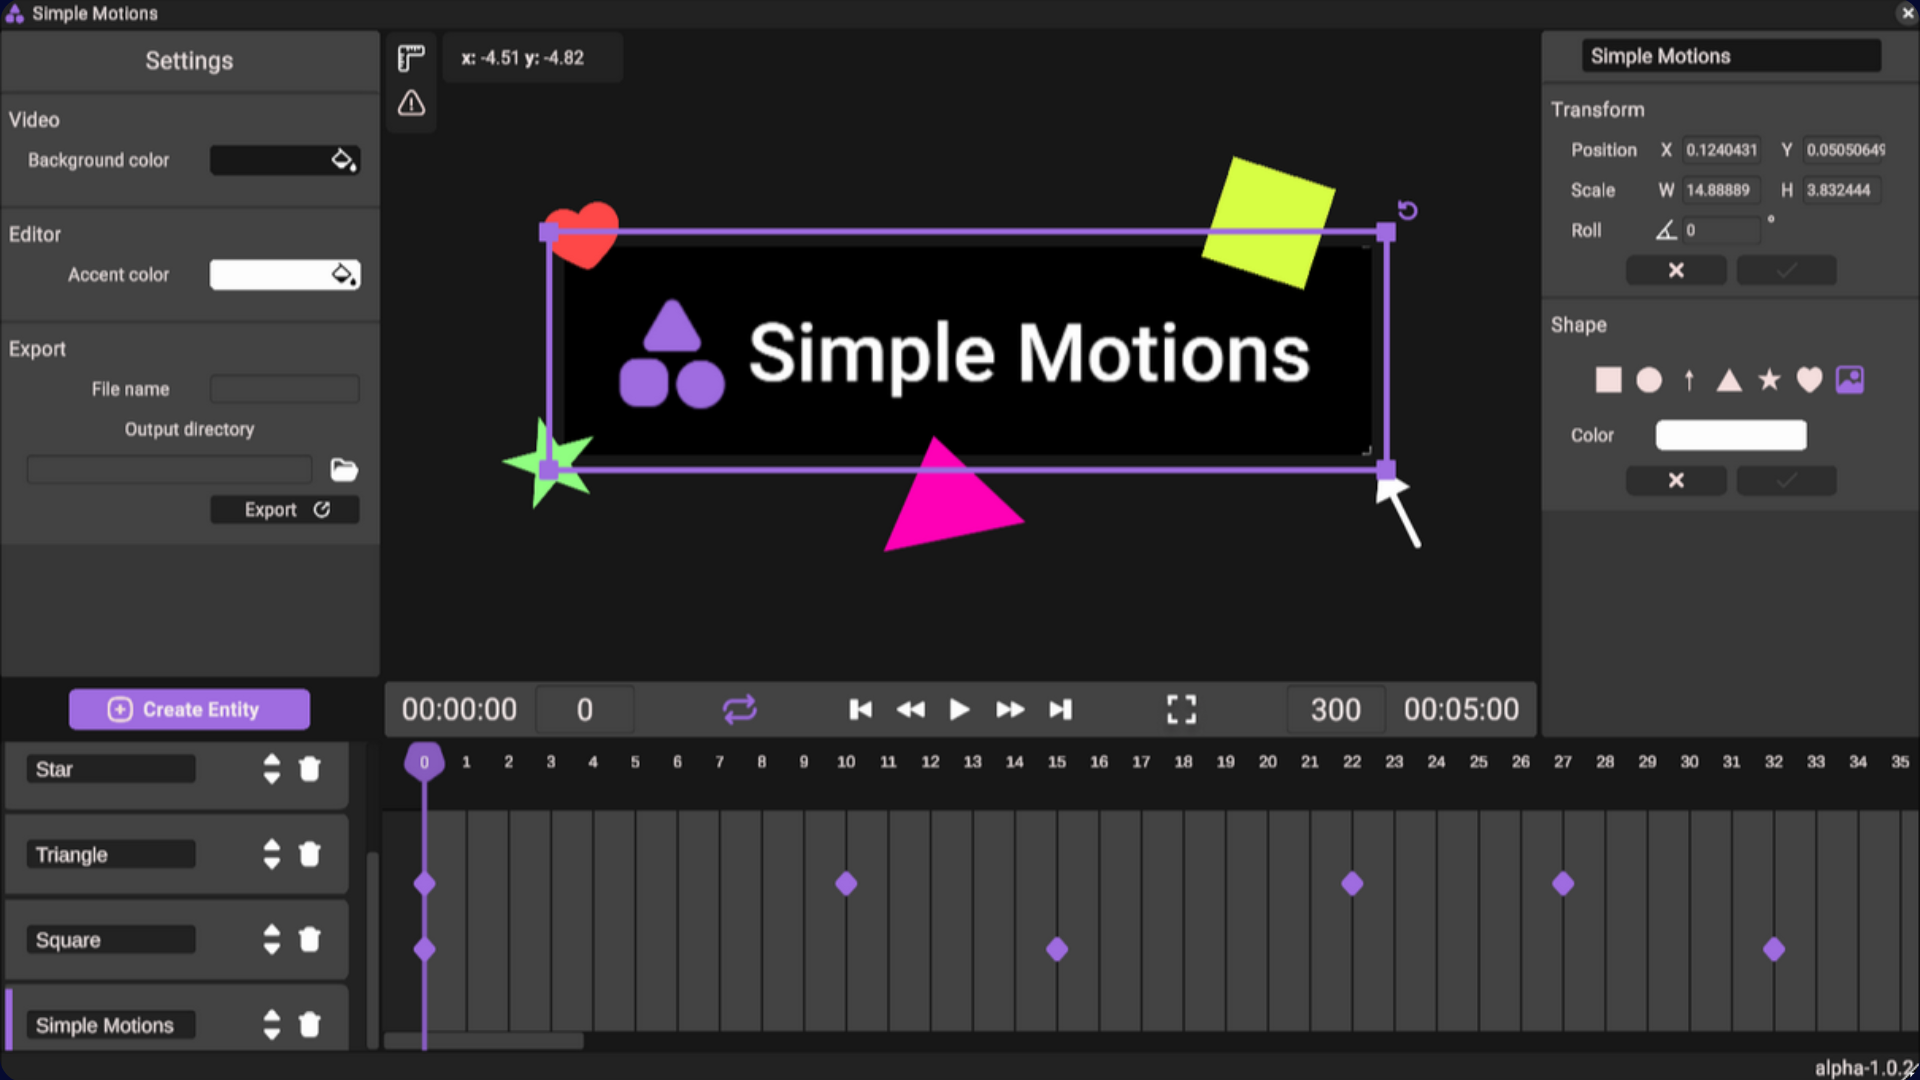 Simple Motions
Settings
x: -4.51 y: -4.82
Simple Motions
Video
Background color
Editor
Accent color
Export
File name
Output directory
Export
Simple Motions
Transform
Position X 0.1240431 Y 0.05050649
Scale W 14.88889 H 3.832444
Roll 0 °
Shape
Color
Create Entity
00:00:00 0 300 00:05:00
0 1 2 3 4 5 6 7 8 9 10 11 12 13 14 15 16 17 18 19 20 21 22 23 24 25 26 27 28 29 30 31 32 33 34 35
Star
Triangle
Square
Simple Motions
alpha-1.0.2